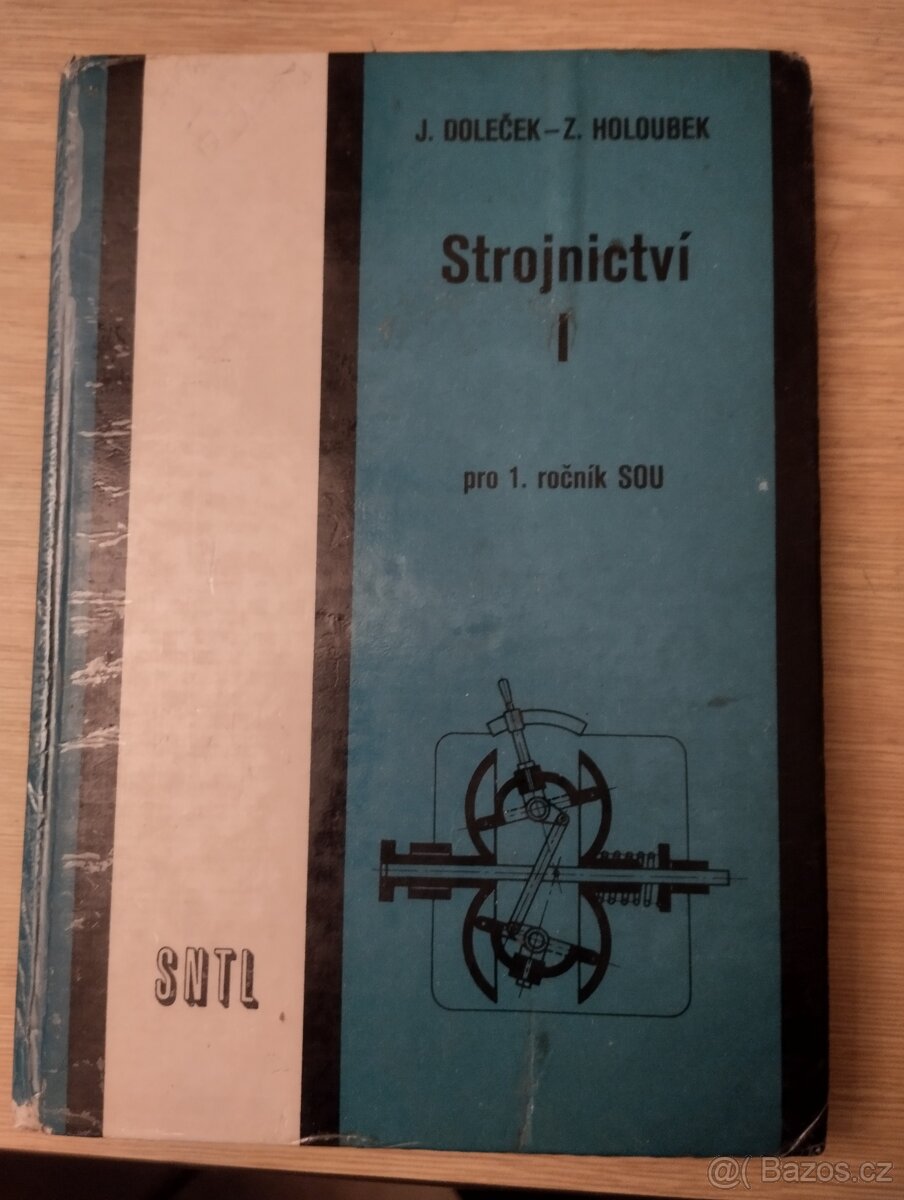 J. DOLEČEK – Z. HOLOUBEK
Strojnictví
I
pro 1. ročník SOU
SNTL
@( Bazos.cz